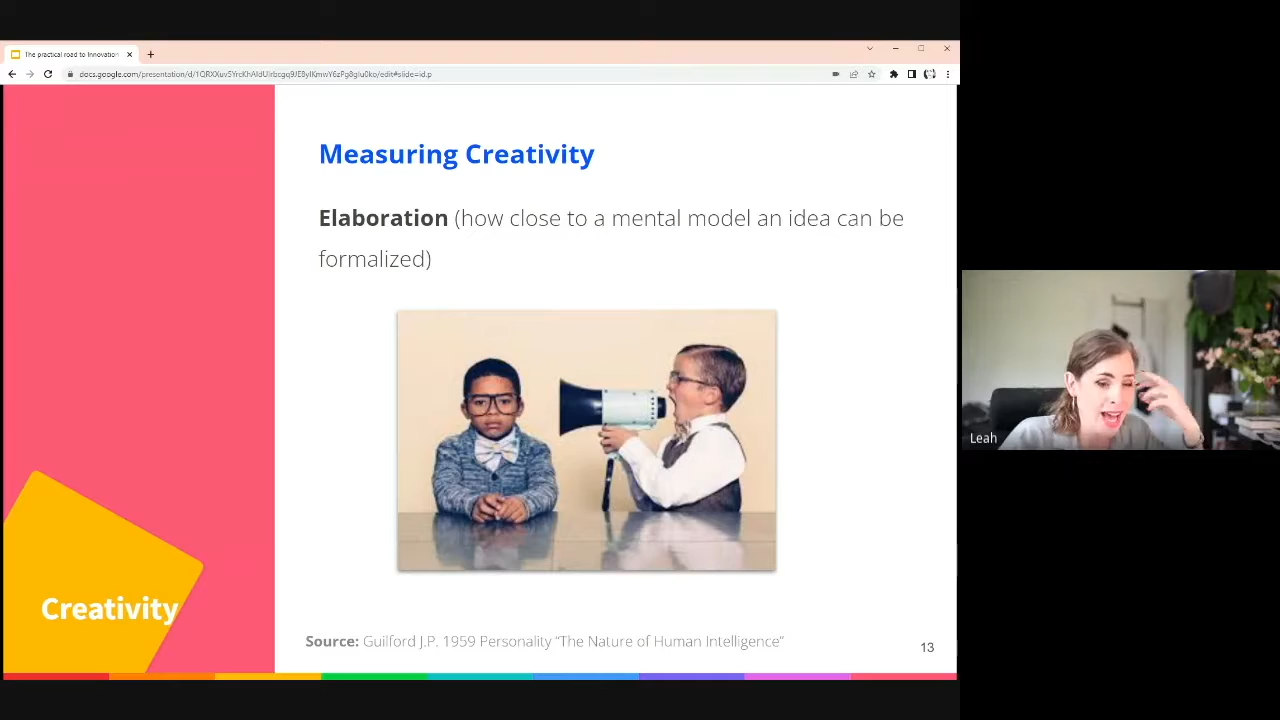 The practical road to Innovation
Measuring Creativity
Elaboration (how close to a mental model an idea can be
formalized)
Leah
Creativity
Source: Guilford J.P. 1959 Personality “The Nature of Human Intelligence”
13